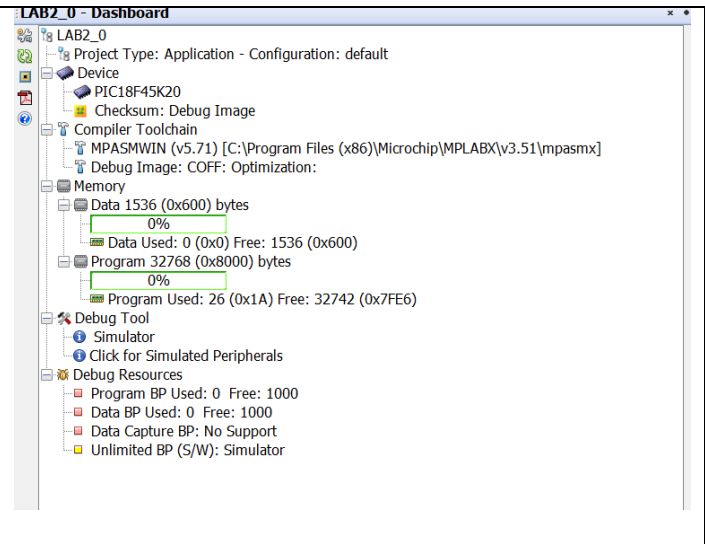 LAB2_0 - Dashboard
LAB2_0
Project Type: Application - Configuration: default
Device
PIC18F45K20
Checksum: Debug Image
Compiler Toolchain
MPASMWIN (v5.71) [C:\Program Files (x86)\Microchip\MPLABX\v3.51\mpasmx]
Debug Image: COFF: Optimization:
Memory
Data 1536 (0x600) bytes
0%
Data Used: 0 (0x0) Free: 1536 (0x600)
Program 32768 (0x8000) bytes
0%
Program Used: 26 (0x1A) Free: 32742 (0x7FE6)
Debug Tool
Simulator
Click for Simulated Peripherals
Debug Resources
Program BP Used: 0 Free: 1000
Data BP Used: 0 Free: 1000
Data Capture BP: No Support
Unlimited BP (S/W): Simulator